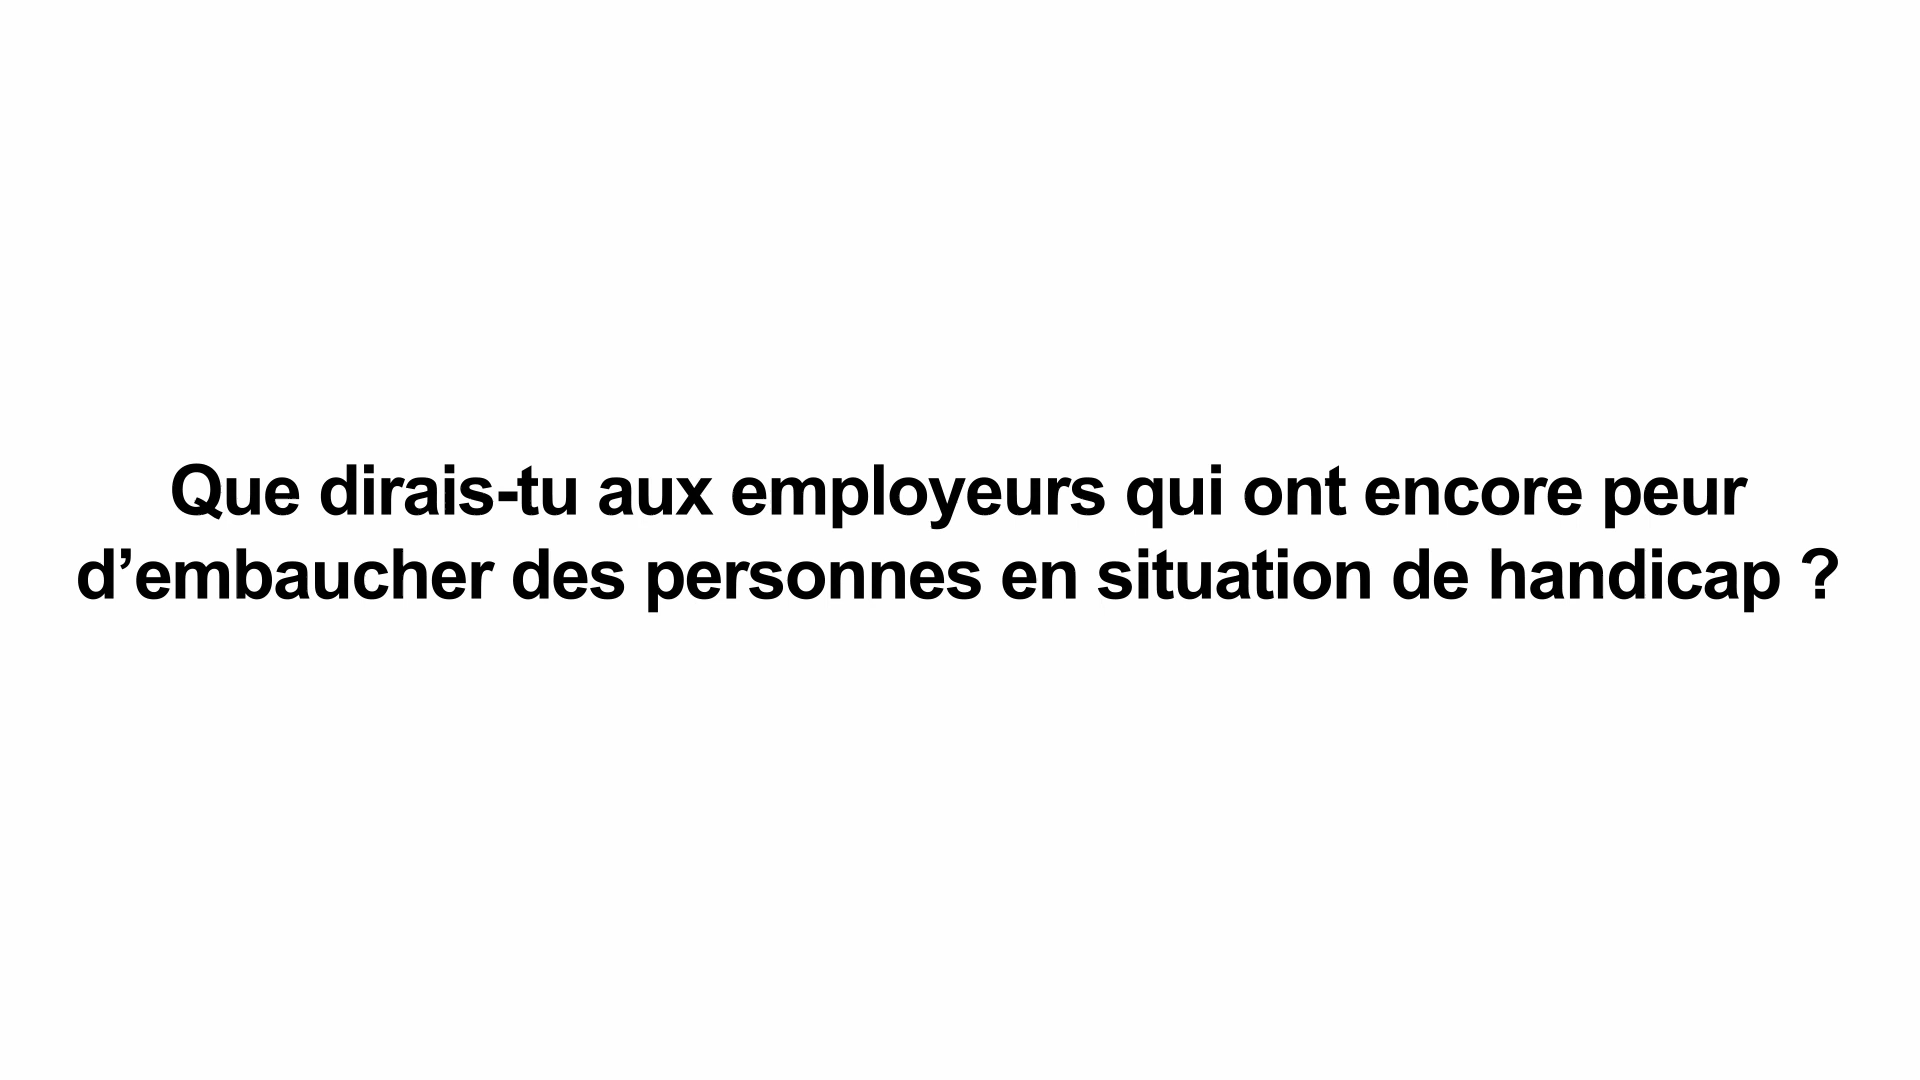 Que dirais-tu aux employeurs qui ont encore peur
d’embaucher des personnes en situation de handicap ?